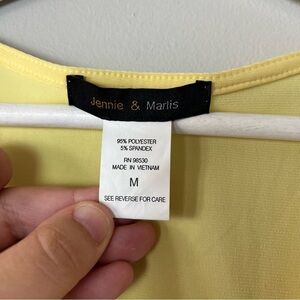 Jennie & Marlis
95% POLYESTER
5% SPANDEX
RN 98530
MADE IN VIETNAM
M
SEE REVERSE FOR CARE